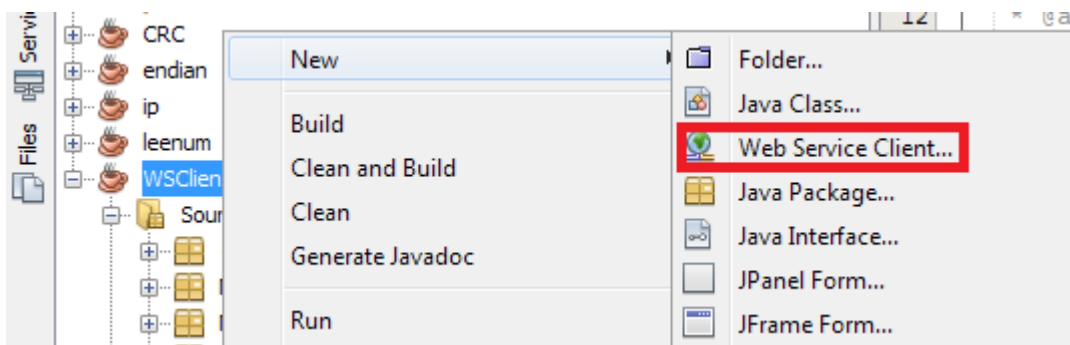 Servi
Files
CRC
endian
ip
leenum
WSClien
Sour
New
Build
Clean and Build
Clean
Generate Javadoc
Run
12
* @a
Folder...
Java Class...
Web Service Client...
Java Package...
Java Interface...
JPanel Form...
JFrame Form...